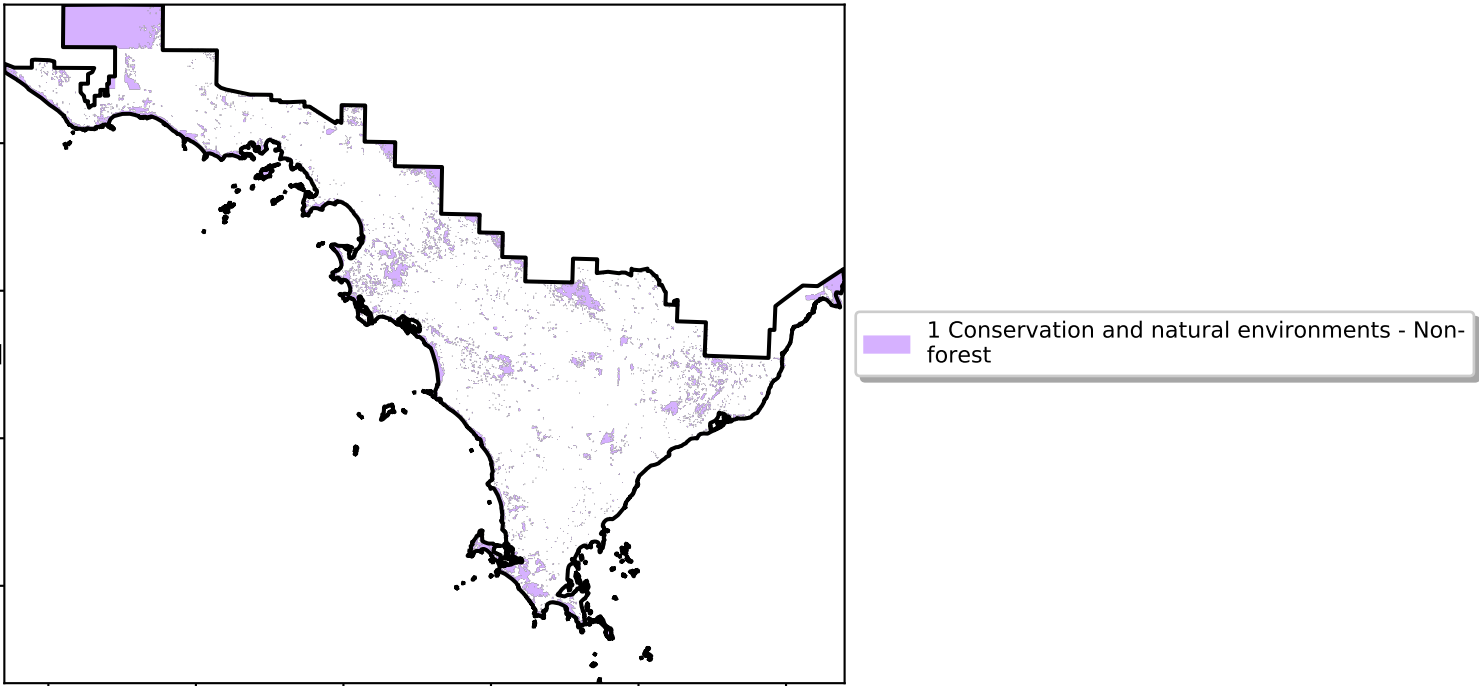 1 Conservation and natural environments - Non-
forest